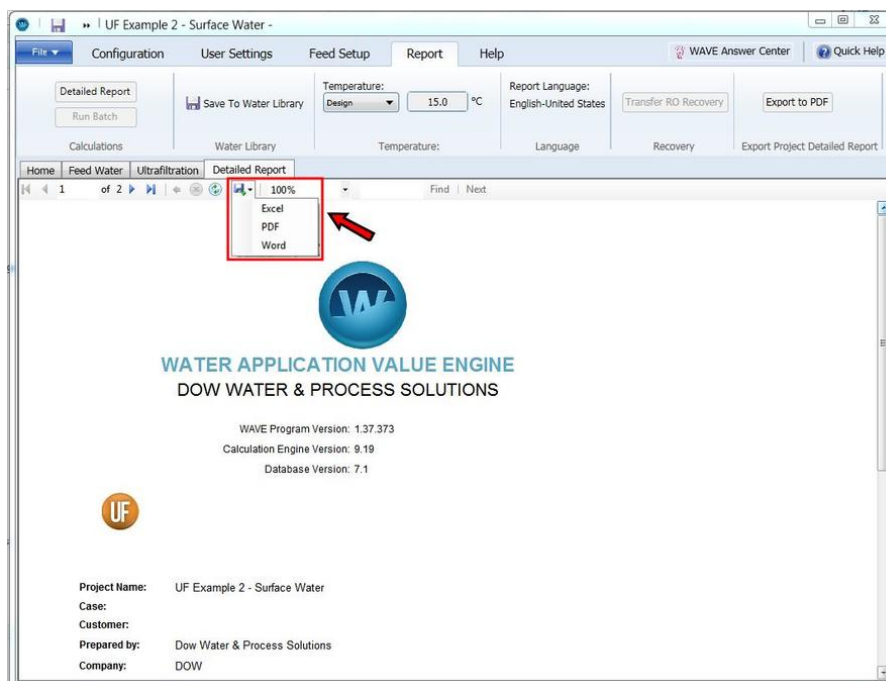 UF Example 2 - Surface Water -
File Configuration User Settings Feed Setup Report Help WAVE Answer Center Quick Help
Detailed Report
Run Batch
Calculations
Save To Water Library
Water Library
Temperature:
Design 15.0 °C
Temperature:
Report Language:
English-United States
Language
Transfer RO Recovery
Recovery
Export to PDF
Export Project Detailed Report
Home Feed Water Ultrafiltration Detailed Report
1 of 2 100% Find Next
Excel
PDF
Word
W
WATER APPLICATION VALUE ENGINE
DOW WATER & PROCESS SOLUTIONS
WAVE Program Version: 1.37.373
Calculation Engine Version: 9.19
Database Version: 7.1
UF
Project Name: UF Example 2 - Surface Water
Case:
Customer:
Prepared by: Dow Water & Process Solutions
Company: DOW